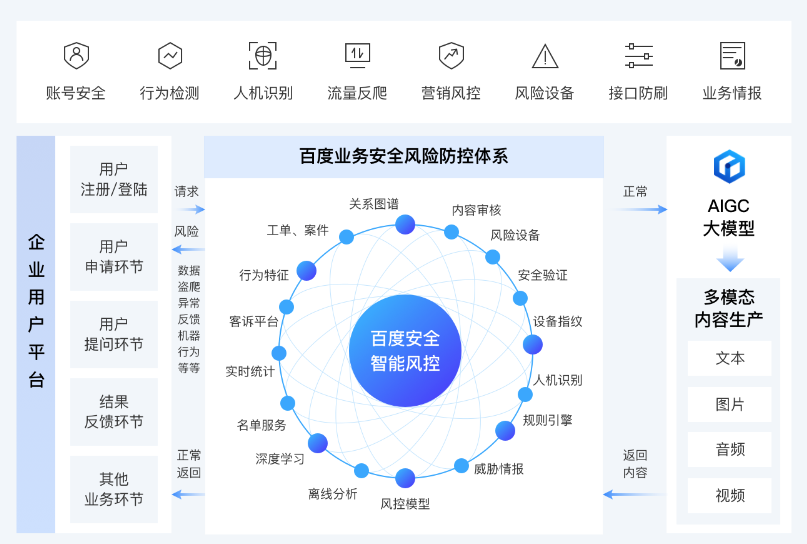 账号安全
行为检测
人机识别
流量反爬
营销风控
风险设备
接口防刷
业务情报
企业用户平台
用户
注册/登陆
用户
申请环节
用户
提问环节
结果
反馈环节
其他
业务环节
请求
风险
数据
盗爬
异常
反馈
机器
行为
等等
正常
返回
百度业务安全风险防控体系
关系图谱
内容审核
工单、案件
风险设备
行为特征
安全验证
客诉平台
设备指纹
百度安全
智能风控
实时统计
人机识别
名单服务
规则引擎
深度学习
威胁情报
离线分析
风控模型
正常
返回
内容
AIGC
大模型
多模态
内容生产
文本
图片
音频
视频